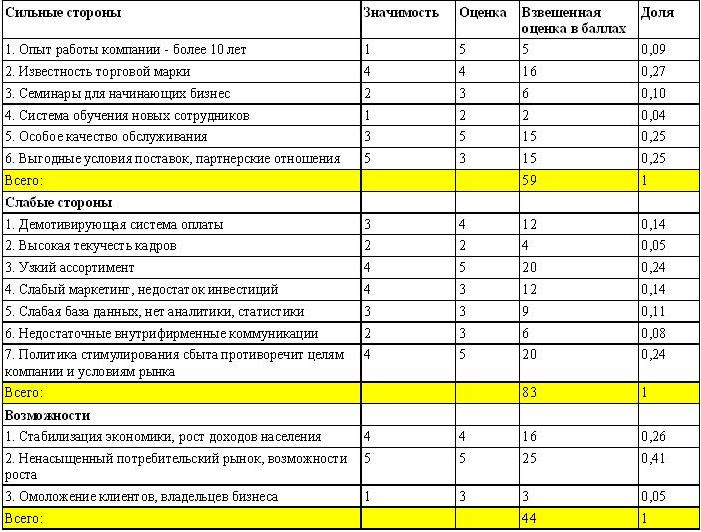 Сильные стороны Значимость Оценка Взвешенная оценка в баллах Доля
1. Опыт работы компании - более 10 лет 1 5 5 0,09
2. Известность торговой марки 4 4 16 0,27
3. Семинары для начинающих бизнес 2 3 6 0,10
4. Система обучения новых сотрудников 1 2 2 0,04
5. Особое качество обслуживания 3 5 15 0,25
6. Выгодные условия поставок, партнерские отношения 5 3 15 0,25
Всего: 59 1
Слабые стороны
1. Демотивирующая система оплаты 3 4 12 0,14
2. Высокая текучесть кадров 2 2 4 0,05
3. Узкий ассортимент 4 5 20 0,24
4. Слабый маркетинг, недостаток инвестиций 4 3 12 0,14
5. Слабая база данных, нет аналитики, статистики 3 3 9 0,11
6. Недостаточные внутрифирменные коммуникации 2 3 6 0,08
7. Политика стимулирования сбыта противоречит целям 4 5 20 0,24
компании и условиям рынка
Всего: 83 1
Возможности
1. Стабилизация экономики, рост доходов населения 4 4 16 0,26
2. Ненасыщенный потребительский рынок, возможности 5 5 25 0,41
роста
3. Омоложение клиентов, владельцев бизнеса 1 3 3 0,05
Всего: 44 1